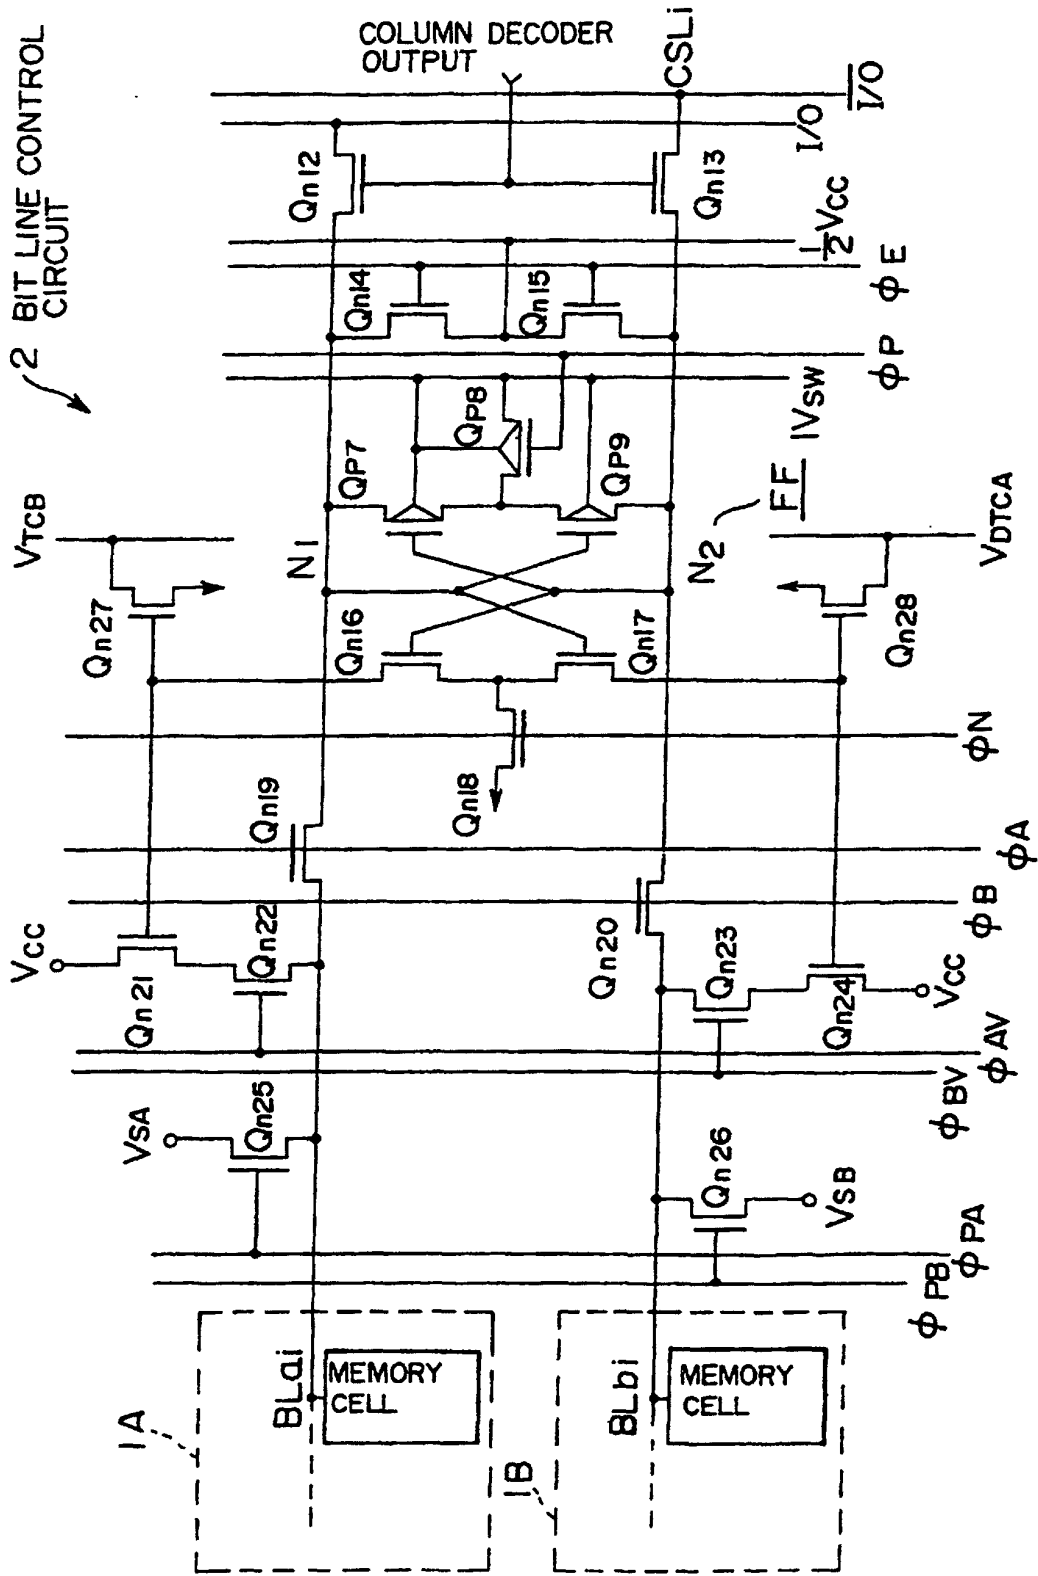 2 BIT LINE CONTROL
CIRCUIT
COLUMN DECODER
OUTPUT
CSLi
I/O
I/O
Qn12
Qn13
1/2 VCC
ϕE
Qn14
Qn15
ϕP
IVSW
QP7
QP8
QP9
FF
VTCB
N1
N2
VDTCA
Qn27
Qn16
Qn17
Qn28
ϕN
Qn18
Qn19
ϕA
ϕB
Qn20
VCC
Qn21
Qn22
Qn23
Qn24
VCC
ϕAV
ϕBV
VSA
Qn25
Qn26
VSB
ϕPA
ϕPB
1A
BLai
MEMORY
CELL
1B
BLbi
MEMORY
CELL